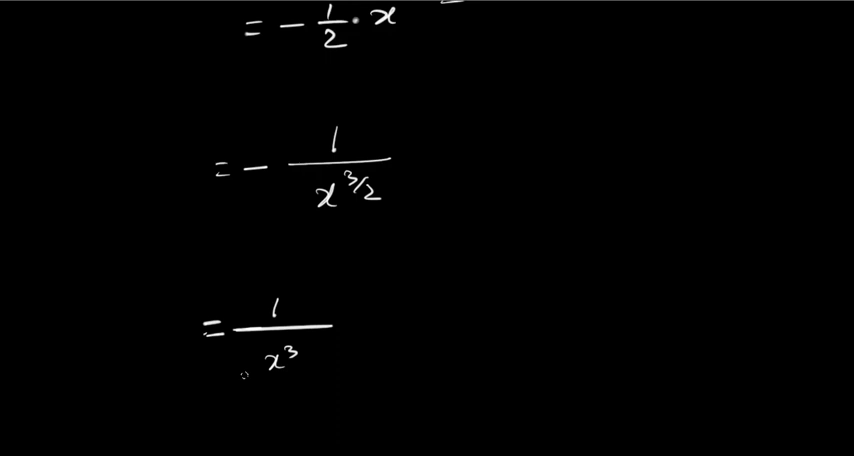 = - 1/2 · x
= - 1/x^3/2
= 1/x^3